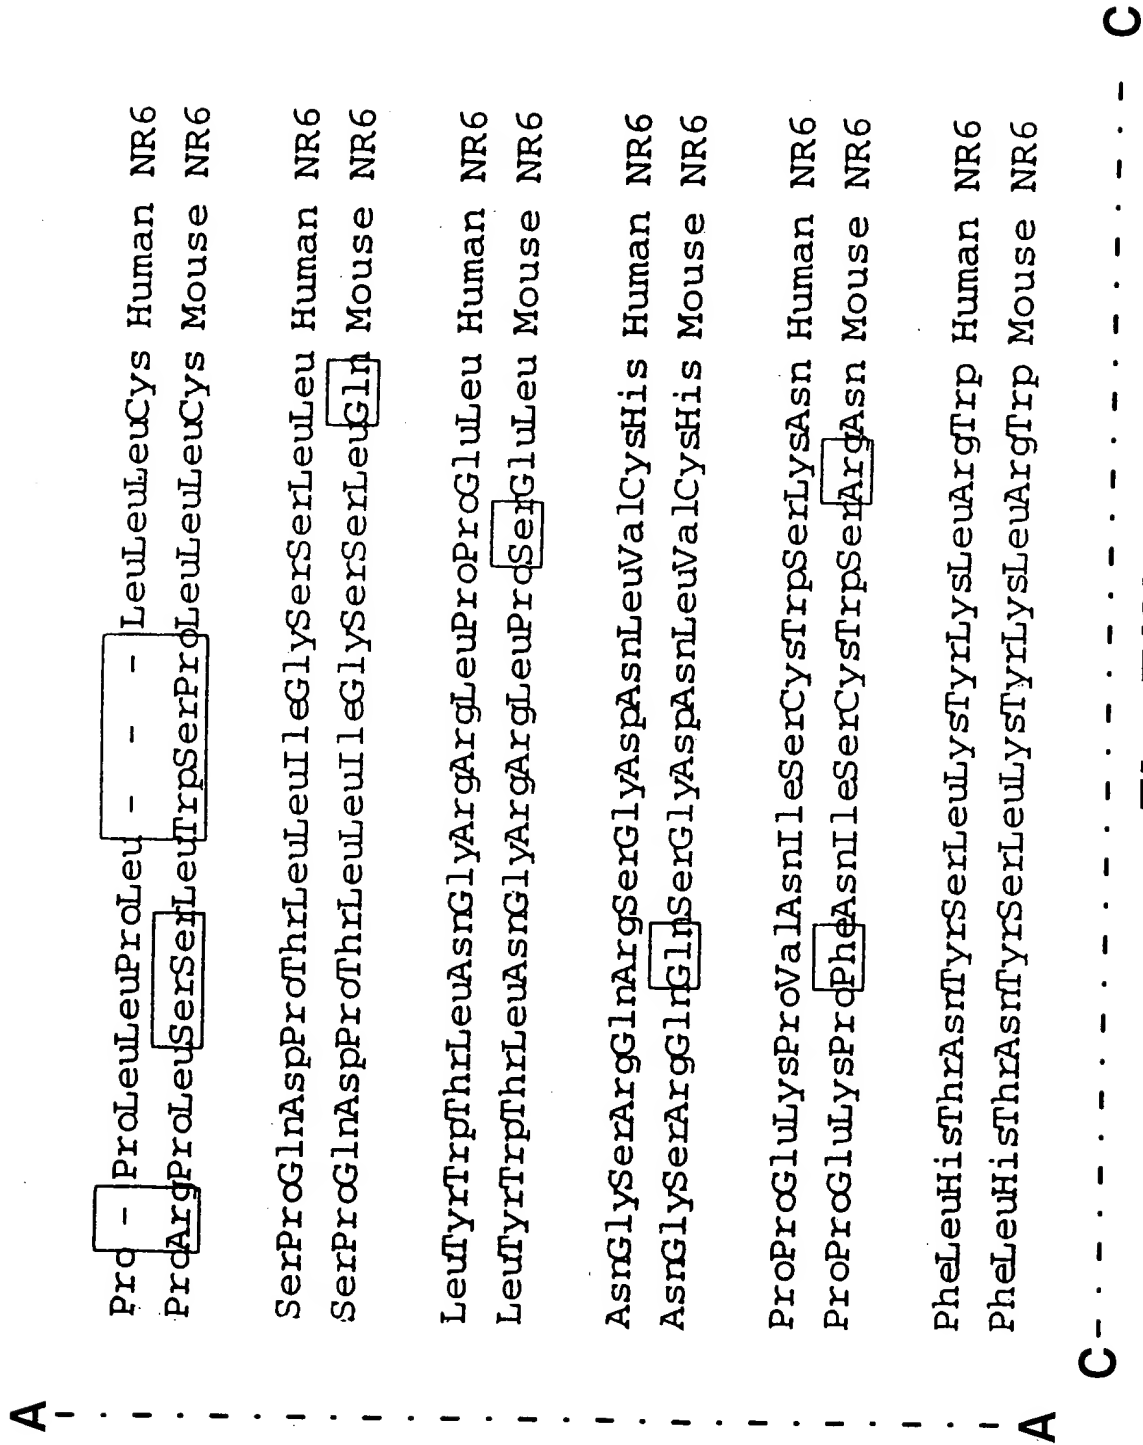 A
Pro - ProLeuLeuProLeu - - - LeuLeuLeuCys Human NR6
ProArgProLeuSerSerLeuTrpSerProLeuLeuLeuCys Mouse NR6
SerProGlnAspProThrLeuLeuIleGlySerSerLeuLeu Human NR6
SerProGlnAspProThrLeuLeuIleGlySerSerLeuGln Mouse NR6
LeuTyrTrpThrLeuAsnGlyArgArgLeuProProGluLeu Human NR6
LeuTyrTrpThrLeuAsnGlyArgArgLeuProSerGluLeu Mouse NR6
AsnGlySerArgGlnArgSerGlyAspAsnLeuValCysHis Human NR6
AsnGlySerArgGlnGlnSerGlyAspAsnLeuValCysHis Mouse NR6
ProProGluLysProValAsnIleSerCysTrpSerLysAsn Human NR6
ProProGluLysProPheAsnIleSerCysTrpSerArgAsn Mouse NR6
PheLeuHisThrAsnTyrSerLeuLysTyrLysLeuArgTrp Human NR6
PheLeuHisThrAsnTyrSerLeuLysTyrLysLeuArgTrp Mouse NR6
A
C C